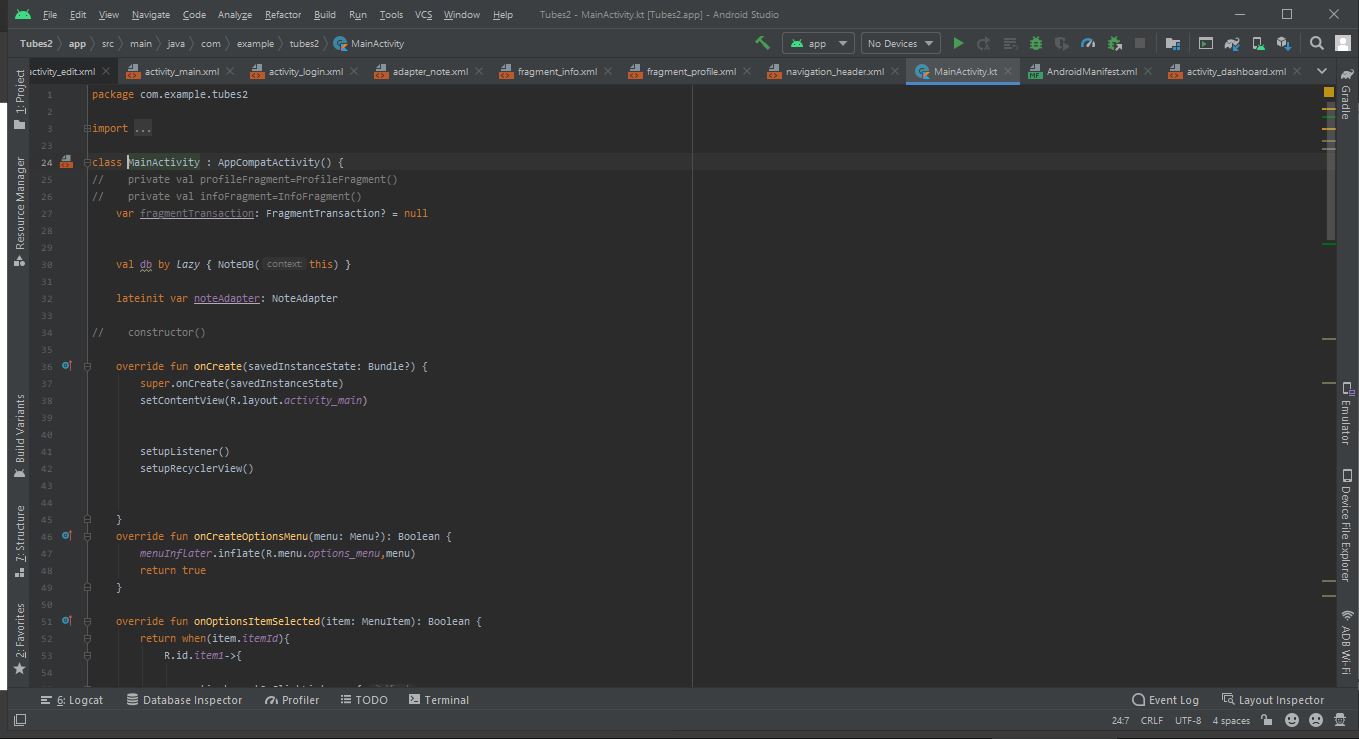 File Edit View Navigate Code Analyze Refactor Build Run Tools VCS Window Help Tubes2 - MainActivity.kt [Tubes2.app] - Android Studio
Tubes2 app src main java com example tubes2 MainActivity app No Devices
activity_edit.xml activity_main.xml activity_login.xml adapter_note.xml fragment_info.xml fragment_profile.xml navigation_header.xml MainActivity.kt AndroidManifest.xml activity_dashboard.xml
1: Project
Resource Manager
Build Variants
7: Structure
2: Favorites
1 package com.example.tubes2
2
3 import ...
23
24 class MainActivity : AppCompatActivity() {
25 // private val profileFragment=ProfileFragment()
26 // private val infoFragment=InfoFragment()
27 var fragmentTransaction: FragmentTransaction? = null
28
29
30 val db by lazy { NoteDB( context: this) }
31
32 lateinit var noteAdapter: NoteAdapter
33
34 // constructor()
35
36 override fun onCreate(savedInstanceState: Bundle?) {
37 super.onCreate(savedInstanceState)
38 setContentView(R.layout.activity_main)
39
40
41 setupListener()
42 setupRecyclerView()
43
44
45 }
46 override fun onCreateOptionsMenu(menu: Menu?): Boolean {
47 menuInflater.inflate(R.menu.options_menu,menu)
48 return true
49 }
50
51 override fun onOptionsItemSelected(item: MenuItem): Boolean {
52 return when(item.itemId){
53 R.id.item1->{
54
Gradle
Emulator
Device File Explorer
ADB Wi-Fi
6: Logcat Database Inspector Profiler TODO Terminal Event Log Layout Inspector
24:7 CRLF UTF-8 4 spaces